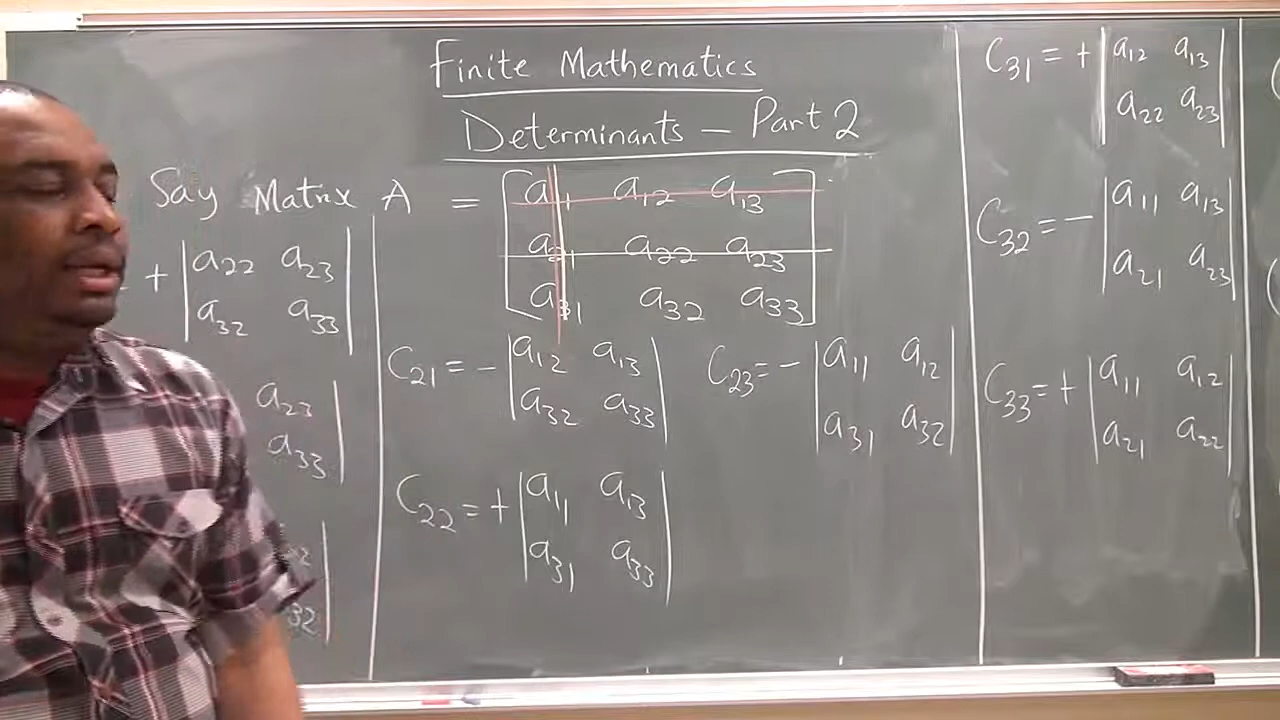 Finite Mathematics
Determinants – Part 2
Say Matrix A = [a11 a12 a13
a21 a22 a23
a31 a32 a33]
+ |a22 a23
a32 a33|
a23
a33|
32|
C21 = - |a12 a13
a32 a33|
C22 = + |a11 a13
a31 a33|
C23 = - |a11 a12
a31 a32|
C31 = + |a12 a13
a22 a23|
C32 = - |a11 a13
a21 a23|
C33 = + |a11 a12
a21 a22|